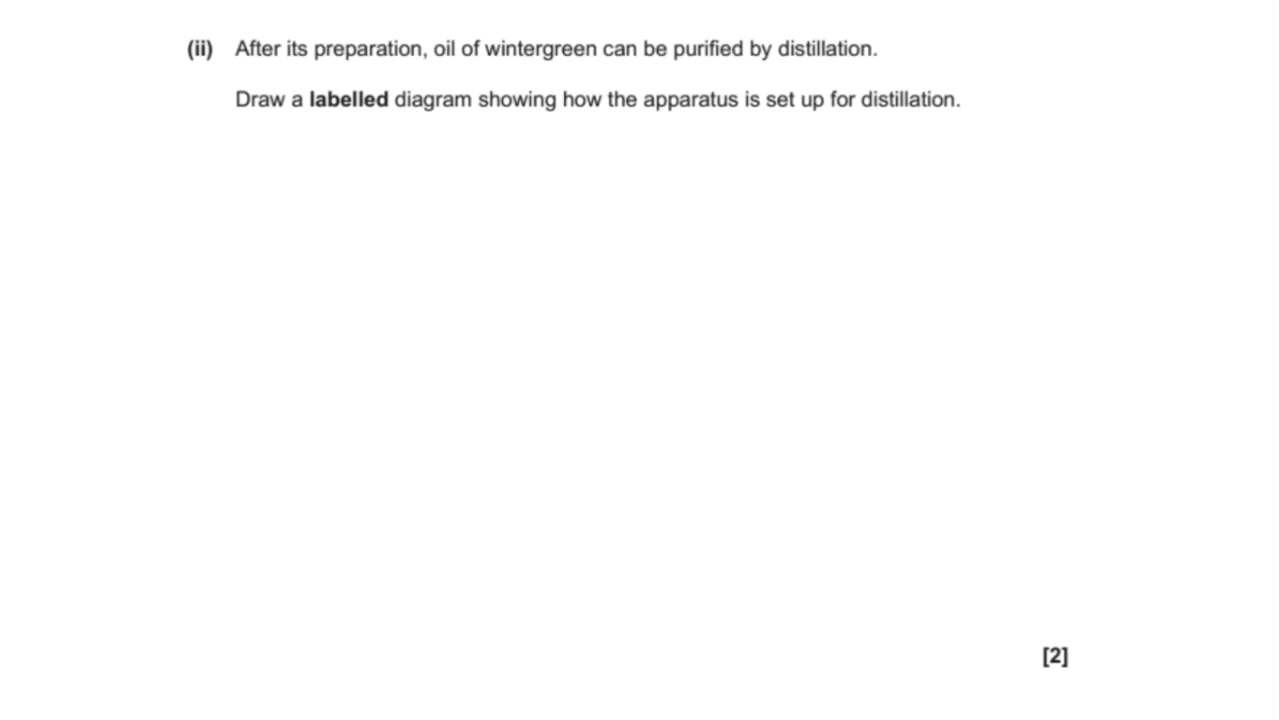 (ii) After its preparation, oil of wintergreen can be purified by distillation.
Draw a labelled diagram showing how the apparatus is set up for distillation.
[2]